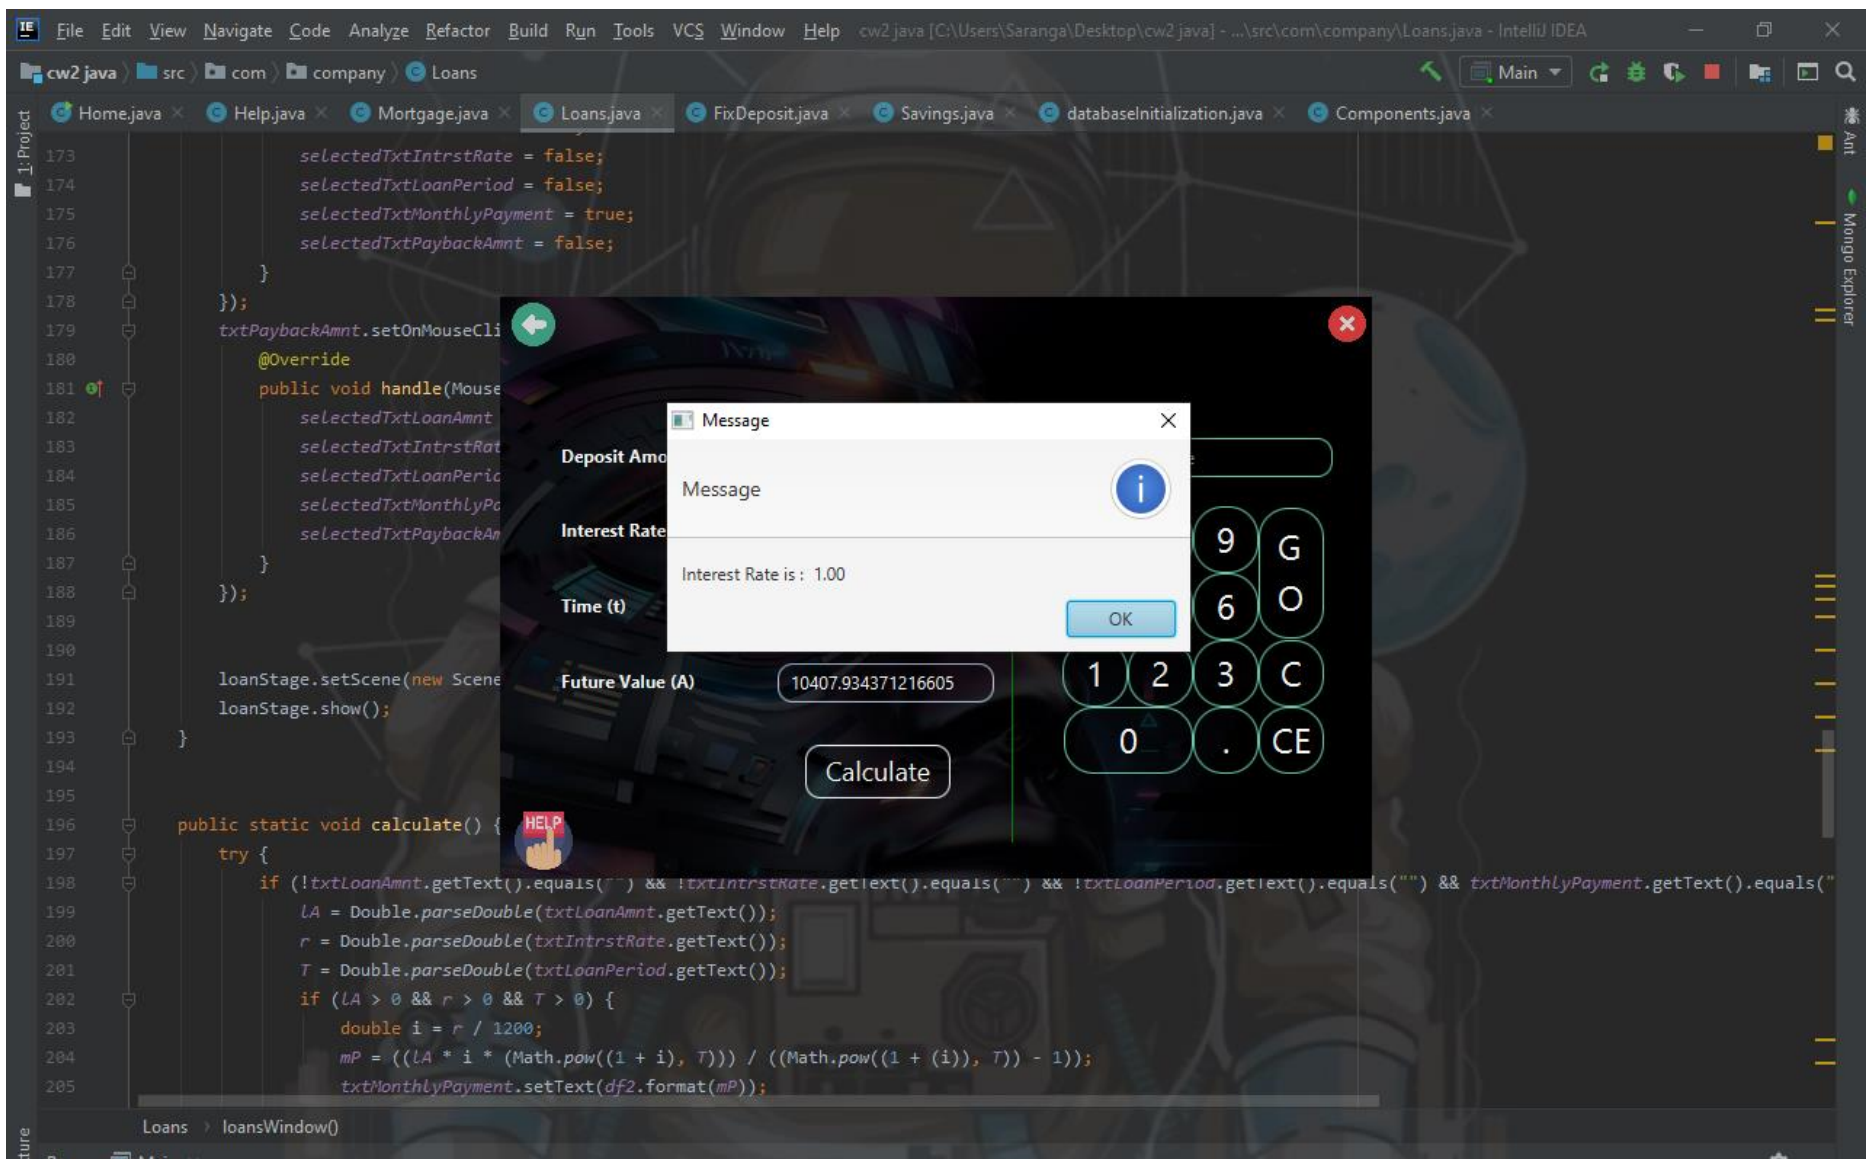 File Edit View Navigate Code Analyze Refactor Build Run Tools VCS Window Help cw2 java [C:\Users\Saranga\Desktop\cw2 java] - ...\src\com\company\Loans.java - IntelliJ IDEA
cw2 java src com company Loans Main
Home.java Help.java Mortgage.java Loans.java FixDeposit.java Savings.java databaseInitialization.java Components.java
1: Project
Ant
Mongo Explorer
173 selectedTxtIntrstRate = false;
174 selectedTxtLoanPeriod = false;
175 selectedTxtMonthlyPayment = true;
176 selectedTxtPaybackAmnt = false;
177 }
178 });
179 txtPaybackAmnt.setOnMouseCli
180 @Override
181 public void handle(Mouse
182 selectedTxtLoanAmnt
183 selectedTxtIntrstRat
184 selectedTxtLoanPeric
185 selectedTxtMonthlyPa
186 selectedTxtPaybackAm
187 }
188 });
189
190
191 loanStage.setScene(new Scene
192 loanStage.show();
193 }
194
195
196 public static void calculate() {
197 try {
198 if (!txtLoanAmnt.getText().equals("") && !txtIntrstRate.getText().equals("") && !txtLoanPeriod.getText().equals("") && txtMonthlyPayment.getText().equals("
199 lA = Double.parseDouble(txtLoanAmnt.getText());
200 r = Double.parseDouble(txtIntrstRate.getText());
201 T = Double.parseDouble(txtLoanPeriod.getText());
202 if (lA > 0 && r > 0 && T > 0) {
203 double i = r / 1200;
204 mP = ((lA * i * (Math.pow((1 + i), T))) / ((Math.pow((1 + (i)), T)) - 1));
205 txtMonthlyPayment.setText(df2.format(mP));
Message
Message
Interest Rate is : 1.00
OK
Deposit Amo
Interest Rate
Time (t)
Future Value (A) 10407.934371216605
Calculate
HELP
9 GO
6
1 2 3 C
0 . CE
Loans loansWindow()